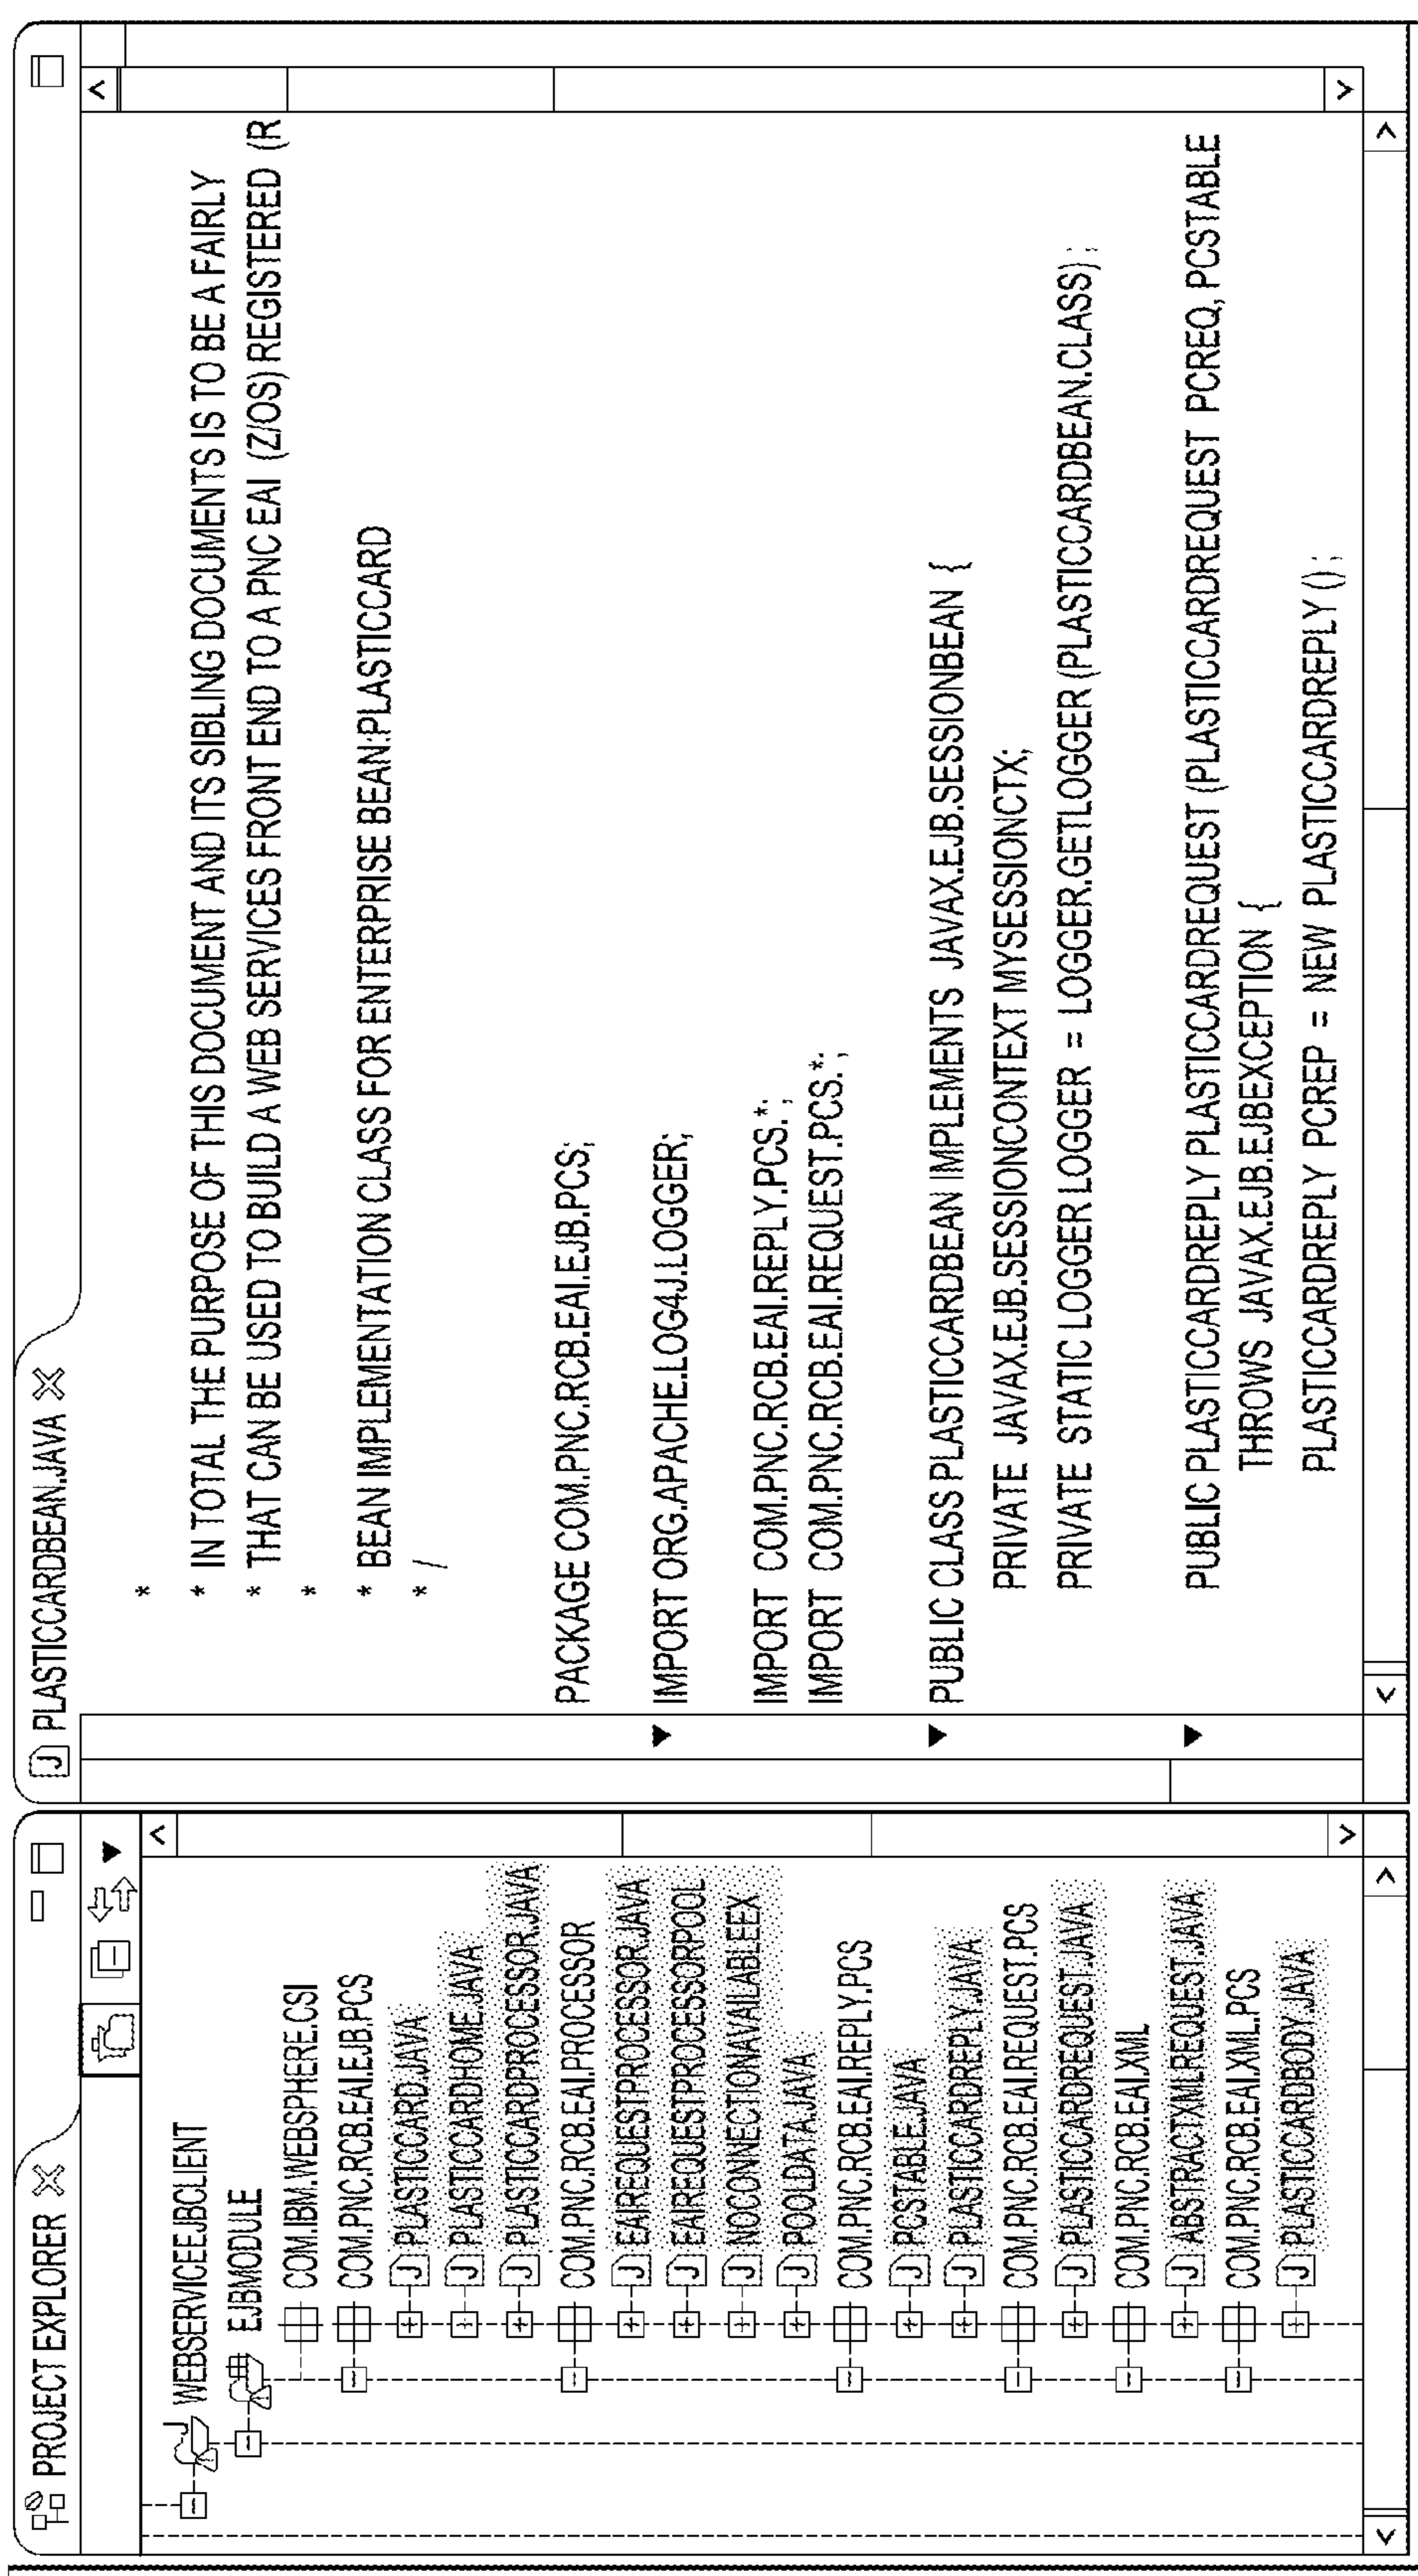 PROJECT EXPLORER
WEBSERVICEEJBCLIENT
EJBMODULE
COM.IBM.WEBSPHERE.CSI
COM.PNC.RCB.EAI.EJB.PCS
J PLASTICCARD.JAVA
J PLASTICCARDHOME.JAVA
J PLASTICCARDPROCESSOR.JAVA
COM.PNC.RCB.EAI.PROCESSOR
J EAIREQUESTPROCESSOR.JAVA
J EAIREQUESTPROCESSORPOOL
J NOCONNECTIONAVAILABLEEX
J POOLDATA.JAVA
COM.PNC.RCB.EAI.REPLY.PCS
J PCSTABLE.JAVA
J PLASTICCARDREPLY.JAVA
COM.PNC.RCB.EAI.REQUEST.PCS
J PLASTICCARDREQUEST.JAVA
COM.PNC.RCB.EAI.XML
J ABSTRACTXMLREQUEST.JAVA
COM.PNC.RCB.EAI.XML.PCS
J PLASTICCARDBODY.JAVA
J PLASTICCARDBEAN.JAVA
*
* IN TOTAL THE PURPOSE OF THIS DOCUMENT AND ITS SIBLING DOCUMENTS IS TO BE A FAIRLY
* THAT CAN BE USED TO BUILD A WEB SERVICES FRONT END TO A PNC EAI (Z/OS) REGISTERED (R
*
* BEAN IMPLEMENTATION CLASS FOR ENTERPRISE BEAN:PLASTICCARD
* /
PACKAGE COM.PNC.RCB.EAI.EJB.PCS;
IMPORT ORG.APACHE.LOG4J.LOGGER;
IMPORT COM.PNC.RCB.EAI.REPLY.PCS.*;
IMPORT COM.PNC.RCB.EAI.REQUEST.PCS.*;
PUBLIC CLASS PLASTICCARDBEAN IMPLEMENTS JAVAX.EJB.SESSIONBEAN {
PRIVATE JAVAX.EJB.SESSIONCONTEXT MYSESSIONCTX;
PRIVATE STATIC LOGGER LOGGER = LOGGER.GETLOGGER (PLASTICCARDBEAN.CLASS) ;
PUBLIC PLASTICCARDREPLY PLASTICCARDREQUEST (PLASTICCARDREQUEST PCREQ, PCSTABLE
THROWS JAVAX.EJB.EJBEXCEPTION {
PLASTICCARDREPLY PCREP = NEW PLASTICCARDREPLY () ;